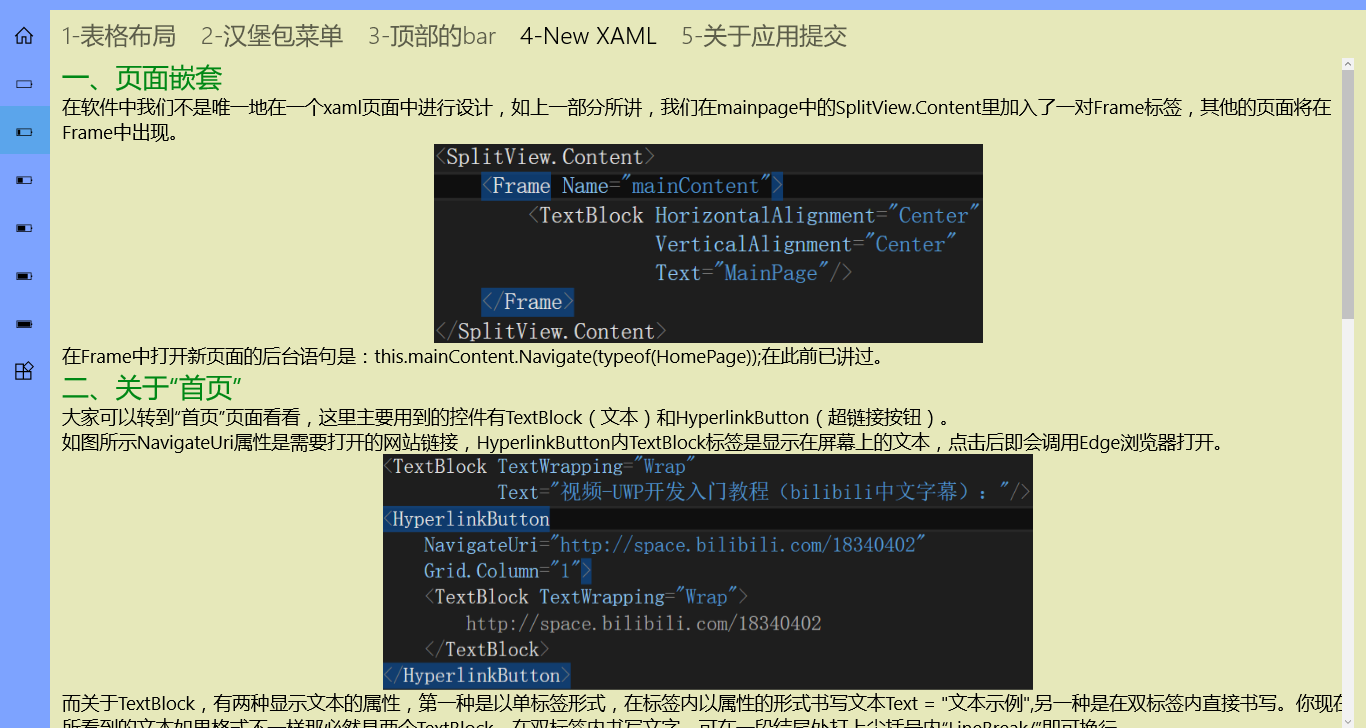 1-表格布局 2-汉堡包菜单 3-顶部的bar 4-New XAML 5-关于应用提交
一、页面嵌套
在软件中我们不是唯一地在一个xaml页面中进行设计，如上一部分所讲，我们在mainpage中的SplitView.Content里加入了一对Frame标签，其他的页面将在
Frame中出现。
<SplitView.Content>
<Frame Name="mainContent">
<TextBlock HorizontalAlignment="Center"
VerticalAlignment="Center"
Text="MainPage"/>
</Frame>
</SplitView.Content>
在Frame中打开新页面的后台语句是：this.mainContent.Navigate(typeof(HomePage));在此前已讲过。
二、关于“首页”
大家可以转到“首页”页面看看，这里主要用到的控件有TextBlock（文本）和HyperlinkButton（超链接按钮）。
如图所示NavigateUri属性是需要打开的网站链接，HyperlinkButton内TextBlock标签是显示在屏幕上的文本，点击后即会调用Edge浏览器打开。
<TextBlock TextWrapping="Wrap"
Text="视频-UWP开发入门教程（bilibili中文字幕）："/>
<HyperlinkButton
NavigateUri="http://space.bilibili.com/18340402"
Grid.Column="1">
<TextBlock TextWrapping="Wrap">
http://space.bilibili.com/18340402
</TextBlock>
</HyperlinkButton>
而关于TextBlock，有两种显示文本的属性，第一种是以单标签形式，在标签内以属性的形式书写文本Text = "文本示例";另一种是在双标签内直接书写。你现在
所看到的文本如果格式不一样那必然是两个TextBlock。在双标签内书写文字，可在一段结尾处打上尖括号内“LineBreak/”即可换行。